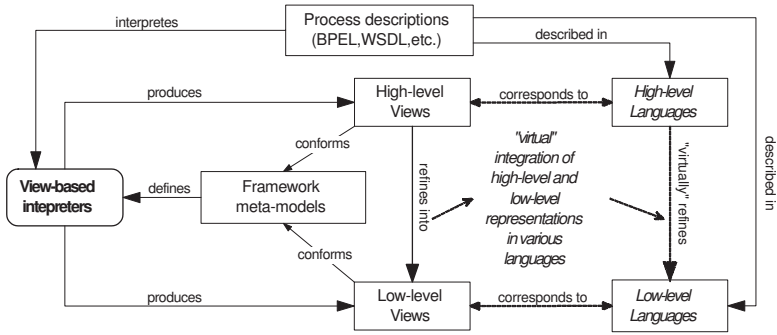 interpretes
Process descriptions
(BPEL,WSDL,etc.)
described in
produces
High-level
Views
corresponds to
High-level
Languages
conforms
refines into
"virtual"
integration of
high-level and
low-level
representations
in various
languages
"virtually" refines
described in
View-based
intepreters
defines
Framework
meta-models
conforms
produces
Low-level
Views
corresponds to
Low-level
Languages